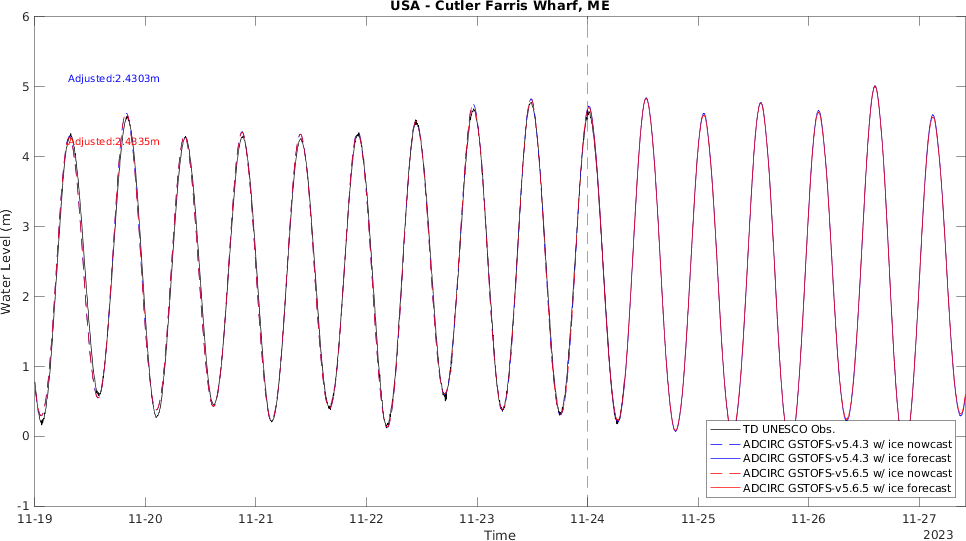 USA - Cutler Farris Wharf, ME
6
5
4
3
2
1
0
-1
Water Level (m)
Adjusted:2.4303m
Adjusted:2.4335m
TD UNESCO Obs.
ADCIRC GSTOFS-v5.4.3 w/ ice nowcast
ADCIRC GSTOFS-v5.4.3 w/ ice forecast
ADCIRC GSTOFS-v5.6.5 w/ ice nowcast
ADCIRC GSTOFS-v5.6.5 w/ ice forecast
11-19 11-20 11-21 11-22 11-23 11-24 11-25 11-26 11-27
Time
2023